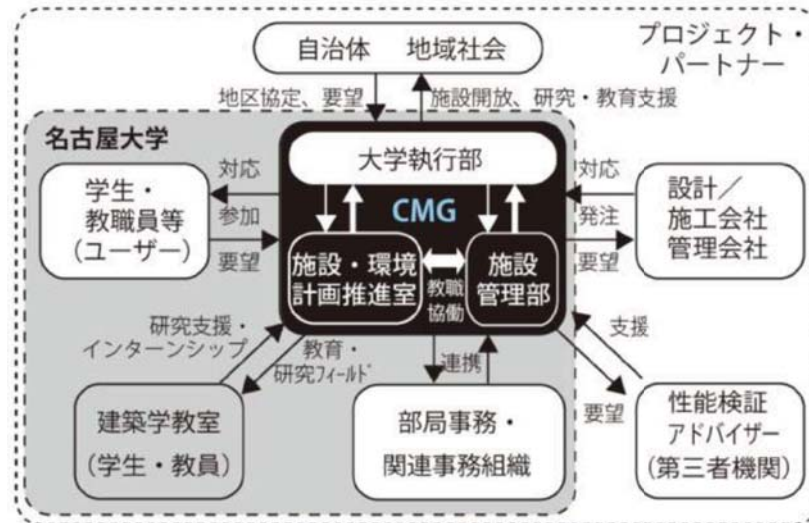 自治体 地域社会
プロジェクト・
パートナー
地区協定、要望
施設開放、研究・教育支援
名古屋大学
大学執行部
CMG
学生・
教職員等
(ユーザー)
対応
参加
要望
施設・環境
計画推進室
教職
協働
施設
管理部
対応
発注
要望
設計／
施工会社
管理会社
研究支援・
インターンシップ
教育・
研究ﾌｨｰﾙﾄﾞ
連携
支援
要望
建築学教室
(学生・教員)
部局事務・
関連事務組織
性能検証
アドバイザー
(第三者機関)